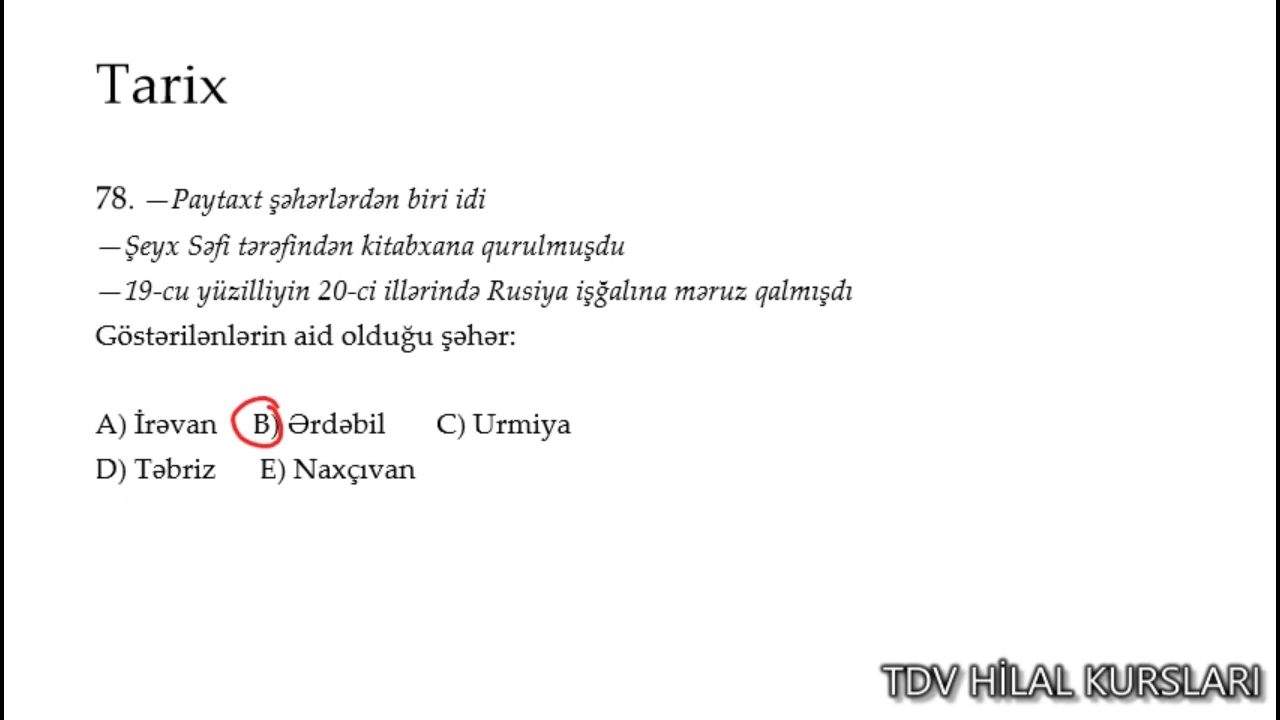 Tarix
78. —Paytaxt şəhərlərdən biri idi
—Şeyx Səfi tərəfindən kitabxana qurulmuşdu
—19-cu yüzilliyin 20-ci illərində Rusiya işğalına məruz qalmışdı
Göstərilənlərin aid olduğu şəhər:
A) İrəvan B) Ərdəbil C) Urmiya
D) Təbriz E) Naxçıvan
TDV HİLAL KURSLARI